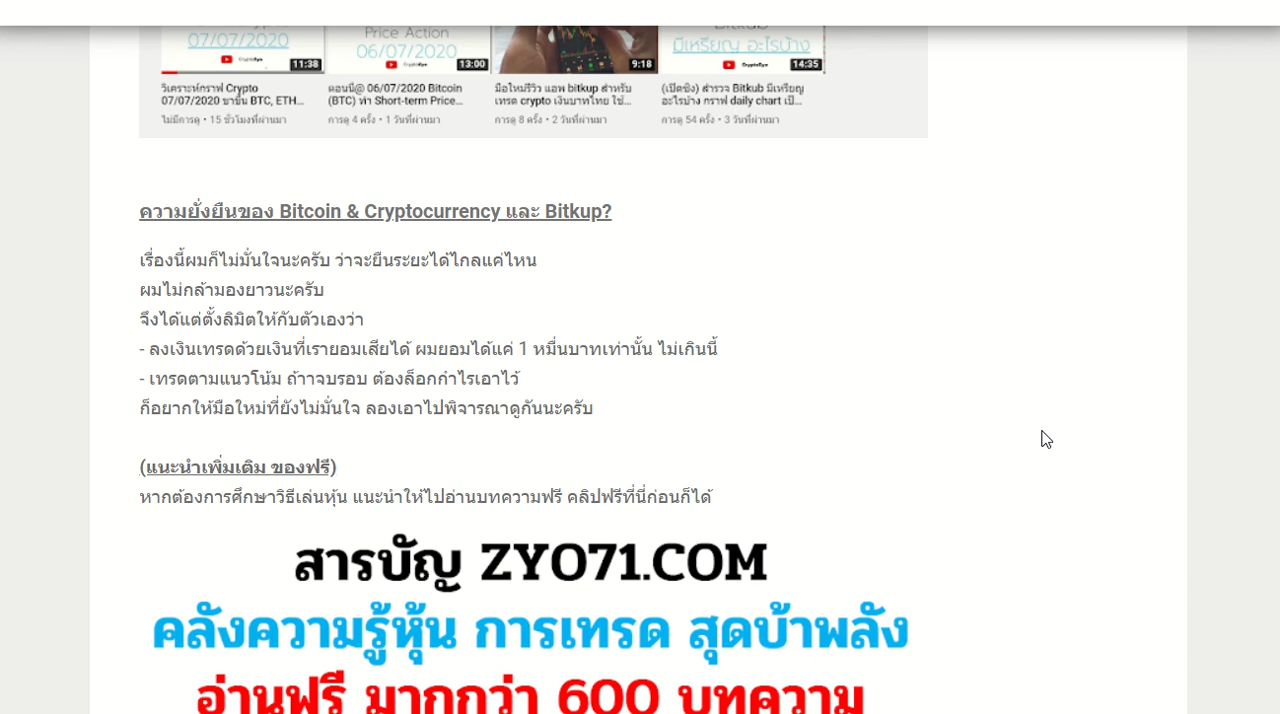 07/07/2020
11:38
Price Action
06/07/2020
13:00
9:18
Bitkub
มีเหรียญ อะไรบ้าง
14:35
วิเคราะห์กราฟ Crypto
07/07/2020 ขาขึ้น BTC, ETH...
ไม่มีการดู • 15 ชั่วโมงที่ผ่านมา
ตอนนี้@ 06/07/2020 Bitcoin
(BTC) ทำ Short-term Price...
การดู 4 ครั้ง • 1 วันที่ผ่านมา
มือใหม่รีวิว แอพ bitkup สำหรับ
เทรด crypto เงินบาทไทย ใช้...
การดู 8 ครั้ง • 2 วันที่ผ่านมา
(เปิดซิง) สำรวจ Bitkub มีเหรียญ
อะไรบ้าง กราฟ daily chart เป็...
การดู 54 ครั้ง • 3 วันที่ผ่านมา
ความยั่งยืนของ Bitcoin & Cryptocurrency และ Bitkup?
เรื่องนี้ผมก็ไม่มั่นใจนะครับ ว่าจะยืนระยะได้ไกลแค่ไหน
ผมไม่กล้ามองยาวนะครับ
จึงได้แต่ตั้งลิมิตให้กับตัวเองว่า
- ลงเงินเทรดด้วยเงินที่เรายอมเสียได้ ผมยอมได้แค่ 1 หมื่นบาทเท่านั้น ไม่เกินนี้
- เทรดตามแนวโน้ม ถ้าาจบรอบ ต้องล็อกกำไรเอาไว้
ก็อยากให้มือใหม่ที่ยังไม่มั่นใจ ลองเอาไปพิจารณาดูกันนะครับ
(แนะนำเพิ่มเติม ของฟรี)
หากต้องการศึกษาวิธีเล่นหุ้น แนะนำให้ไปอ่านบทความฟรี คลิปฟรีที่นี่ก่อนก็ได้
สารบัญ ZYO71.COM
คลังความรู้หุ้น การเทรด สุดบ้าพลัง
อ่านฟรี มากกว่า 600 บทความ